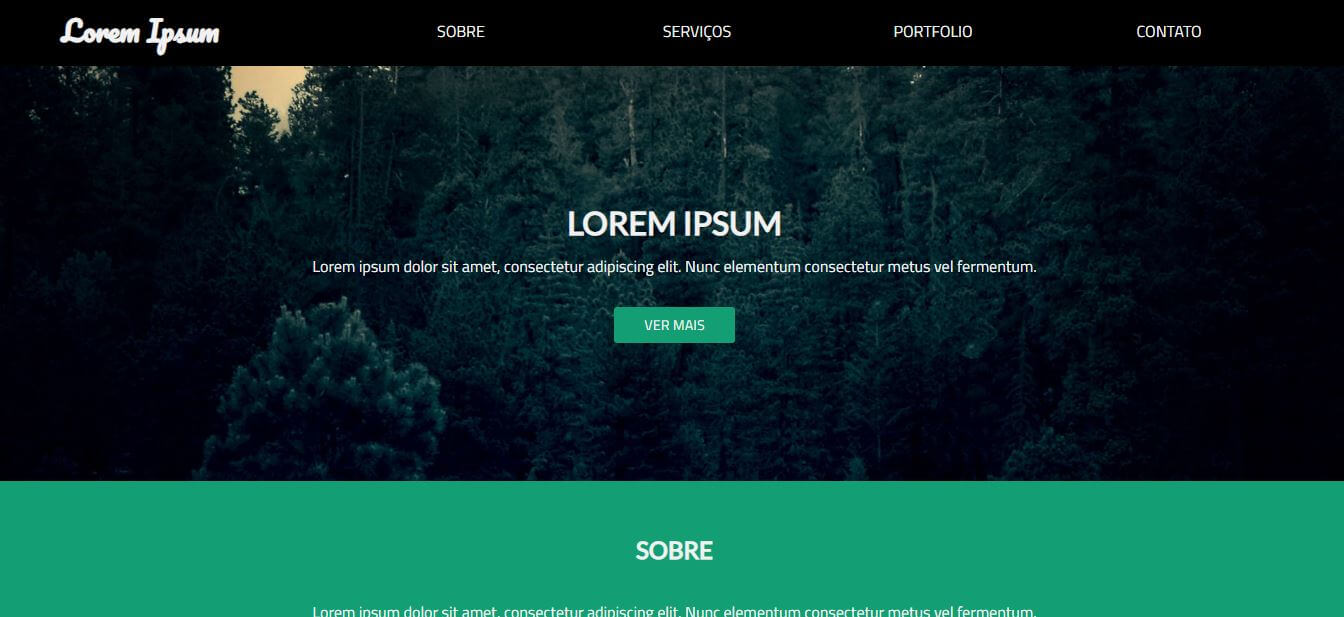 Lorem Ipsum
SOBRE
SERVIÇOS
PORTFOLIO
CONTATO
LOREM IPSUM
Lorem ipsum dolor sit amet, consectetur adipiscing elit. Nunc elementum consectetur metus vel fermentum.
VER MAIS
SOBRE
Lorem ipsum dolor sit amet, consectetur adipiscing elit. Nunc elementum consectetur metus vel fermentum.